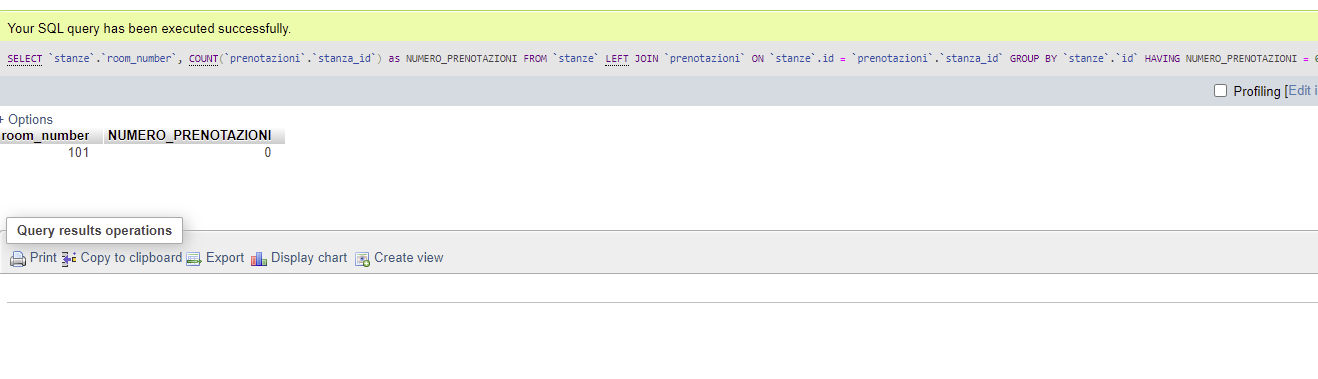 Your SQL query has been executed successfully.
SELECT `stanze`.`room_number`, COUNT(`prenotazioni`.`stanza_id`) as NUMERO_PRENOTAZIONI FROM `stanze` LEFT JOIN `prenotazioni` ON `stanze`.id = `prenotazioni`.`stanza_id` GROUP BY `stanze`.`id` HAVING NUMERO_PRENOTAZIONI = 0
Profiling [Edit i
+ Options
room_number NUMERO_PRENOTAZIONI
101 0
Query results operations
Print Copy to clipboard Export Display chart Create view